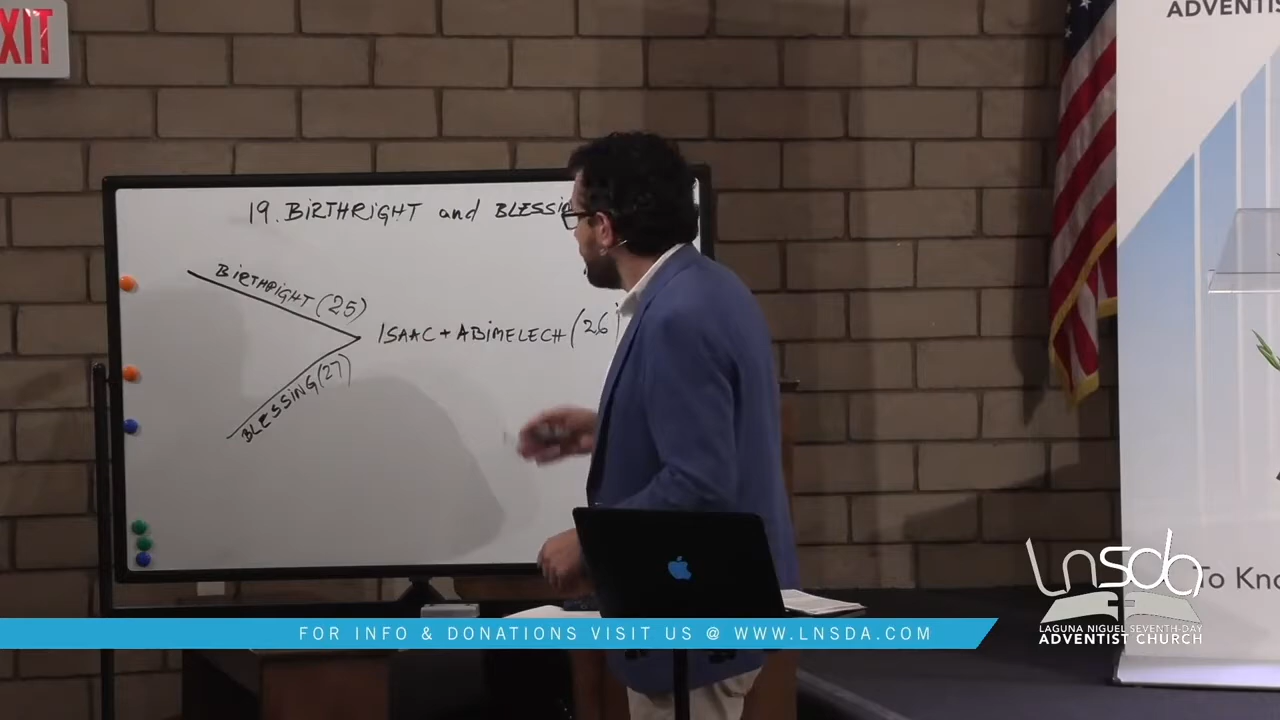 EXIT
ADVENTIS
19. BIRTHRIGHT and BLESSIN
BIRTHRIGHT (25)
ISAAC + ABIMELECH (26)
BLESSING (27)
lnsda
To Kno
LAGUNA NIGUEL SEVENTH-DAY
ADVENTIST CHURCH
FOR INFO & DONATIONS VISIT US @ WWW.LNSDA.COM